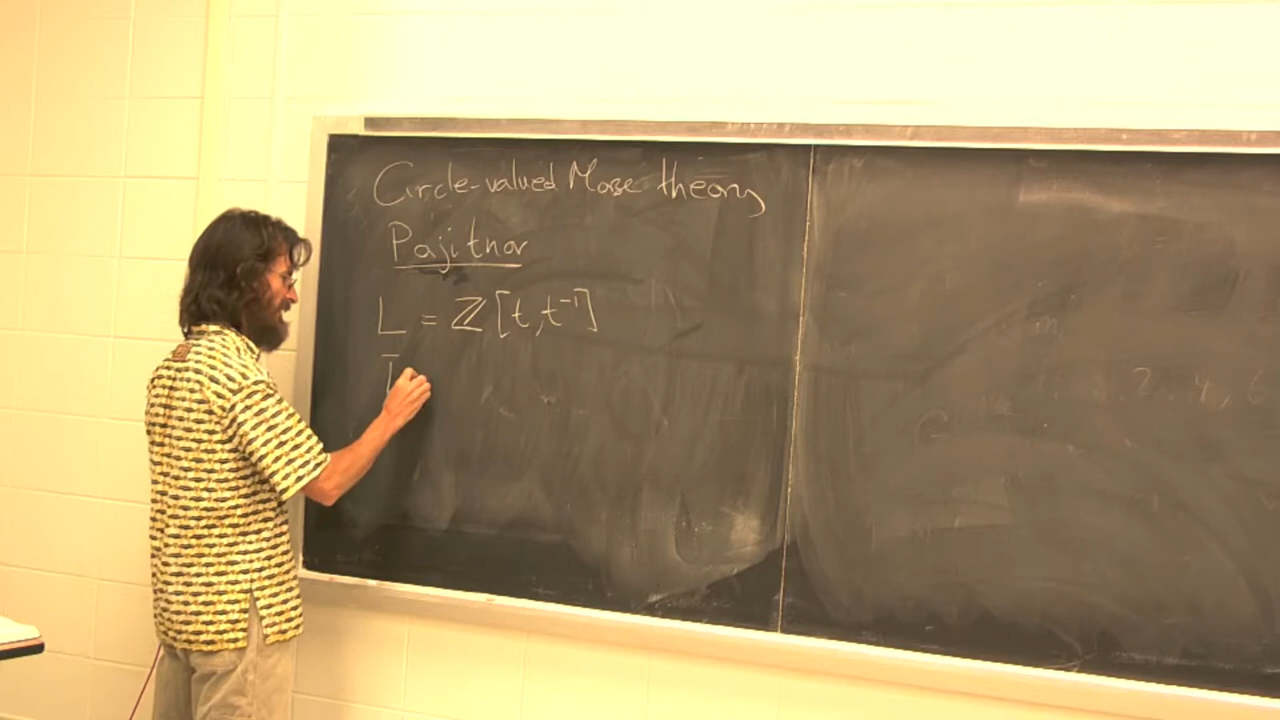 Circle-valued Morse theory
Pajitnov
L = ℤ[t, t⁻¹]